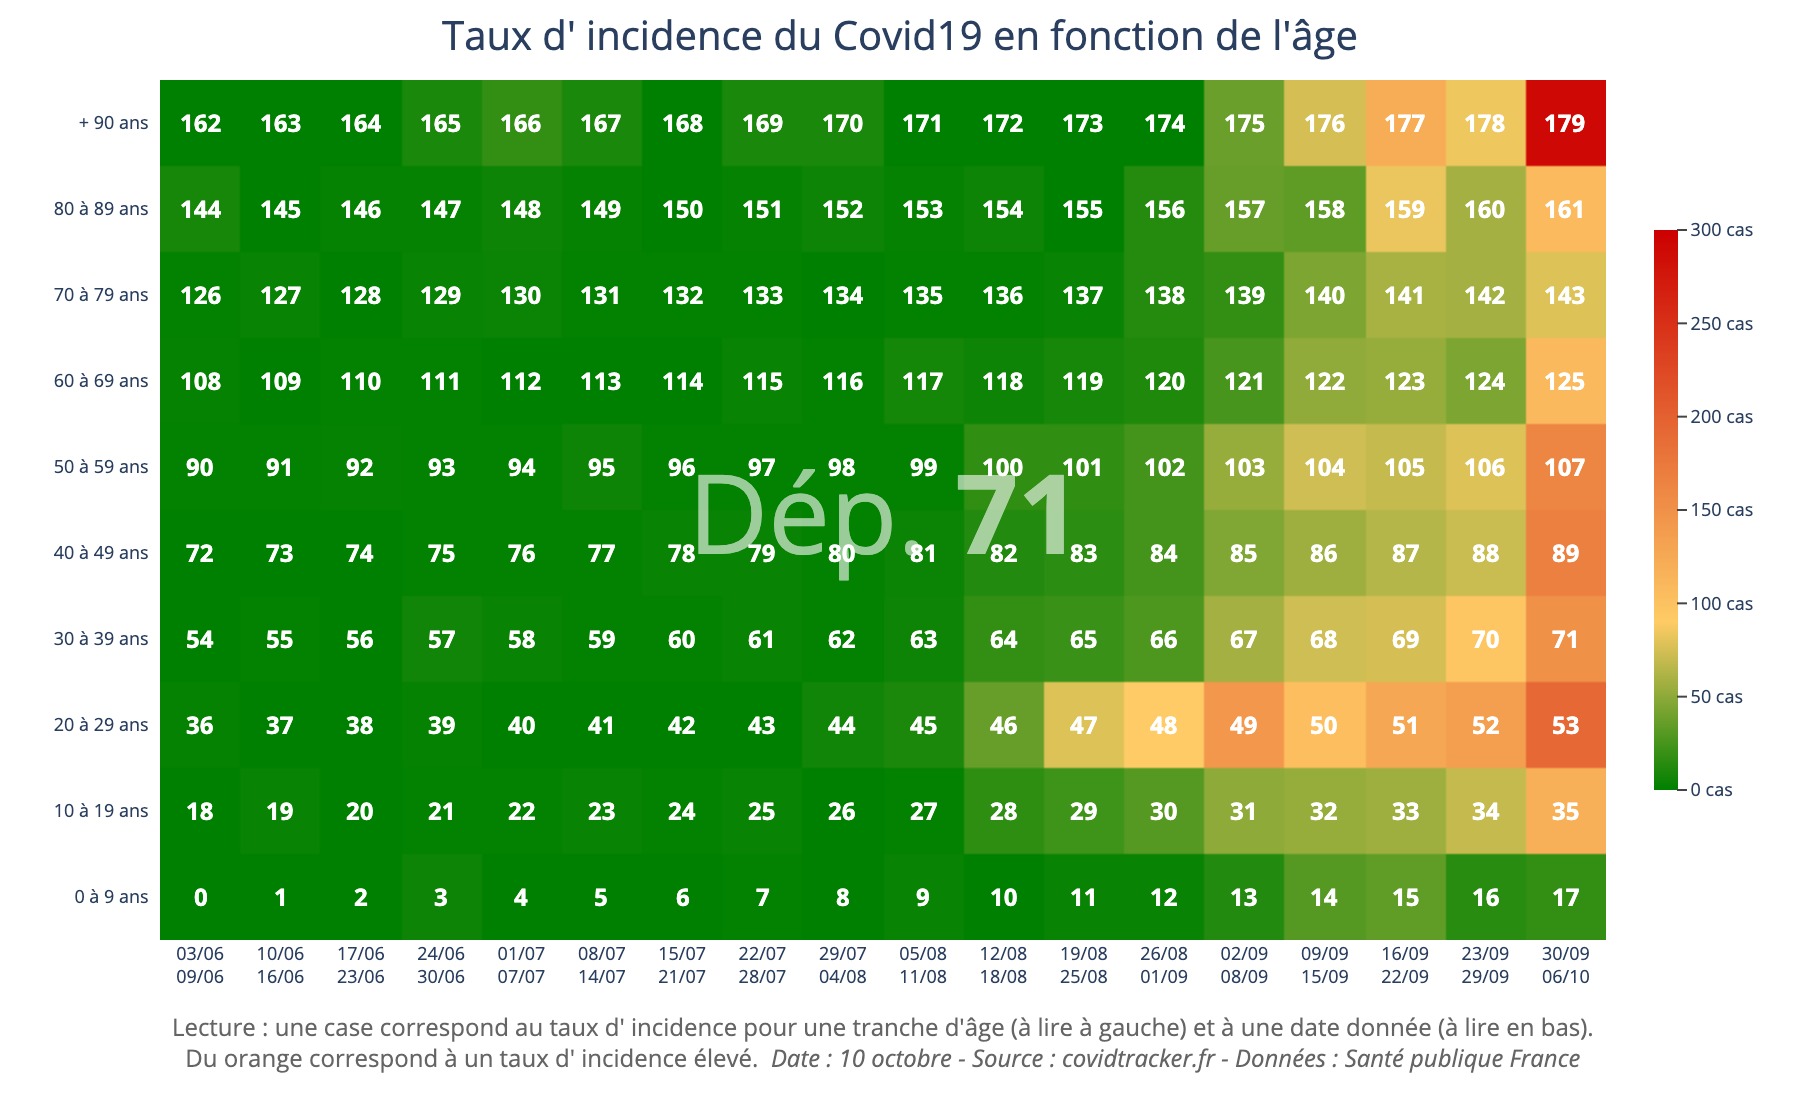 Taux d' incidence du Covid19 en fonction de l'âge
+ 90 ans 162 163 164 165 166 167 168 169 170 171 172 173 174 175 176 177 178 179
80 à 89 ans 144 145 146 147 148 149 150 151 152 153 154 155 156 157 158 159 160 161
300 cas
70 à 79 ans 126 127 128 129 130 131 132 133 134 135 136 137 138 139 140 141 142 143
250 cas
60 à 69 ans 108 109 110 111 112 113 114 115 116 117 118 119 120 121 122 123 124 125
200 cas
50 à 59 ans 90 91 92 93 94 95 96 97 98 99 100 101 102 103 104 105 106 107
Dép. 71
150 cas
40 à 49 ans 72 73 74 75 76 77 78 79 80 81 82 83 84 85 86 87 88 89
100 cas
30 à 39 ans 54 55 56 57 58 59 60 61 62 63 64 65 66 67 68 69 70 71
50 cas
20 à 29 ans 36 37 38 39 40 41 42 43 44 45 46 47 48 49 50 51 52 53
0 cas
10 à 19 ans 18 19 20 21 22 23 24 25 26 27 28 29 30 31 32 33 34 35
0 à 9 ans 0 1 2 3 4 5 6 7 8 9 10 11 12 13 14 15 16 17
03/06 10/06 17/06 24/06 01/07 08/07 15/07 22/07 29/07 05/08 12/08 19/08 26/08 02/09 09/09 16/09 23/09 30/09
09/06 16/06 23/06 30/06 07/07 14/07 21/07 28/07 04/08 11/08 18/08 25/08 01/09 08/09 15/09 22/09 29/09 06/10
Lecture : une case correspond au taux d' incidence pour une tranche d'âge (à lire à gauche) et à une date donnée (à lire en bas).
Du orange correspond à un taux d' incidence élevé. Date : 10 octobre - Source : covidtracker.fr - Données : Santé publique France